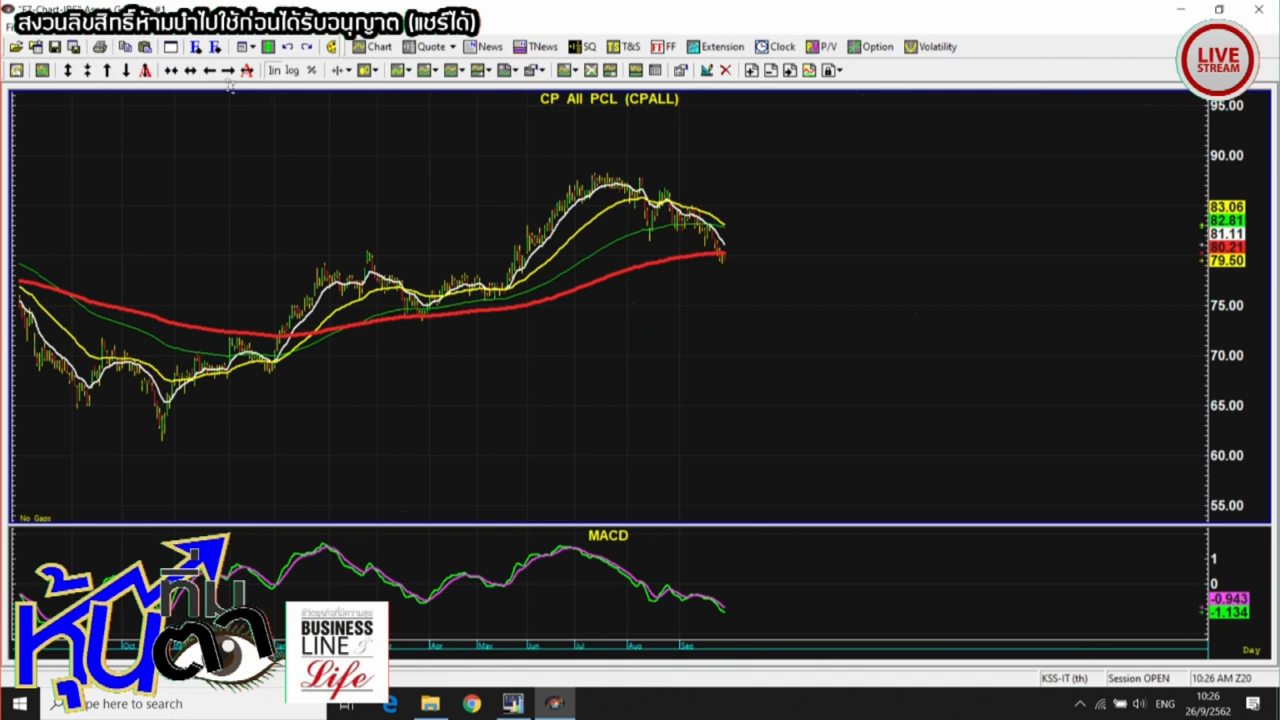 สงวนลิขสิทธิ์ห้ามนำไปใช้ก่อนได้รับอนุญาต (แชร์ได้)
LIVE
STREAM
Chart Quote News TNews SQ T&S FF Extension Clock P/V Option Volatility
lin log %
CP All PCL (CPALL)
95.00
90.00
83.06
82.81
81.11
80.21
79.50
75.00
70.00
65.00
60.00
55.00
No Gaps
MACD
1
0
-0.943
-1.134
Oct Apr May Jun Jul Aug Sep
Day
หุ้นทิ่มตา
BUSINESS
LINE &
Life
KSS-IT (th) Session OPEN 10:26 AM Z20
pe here to search
ENG
10:26
26/9/2562